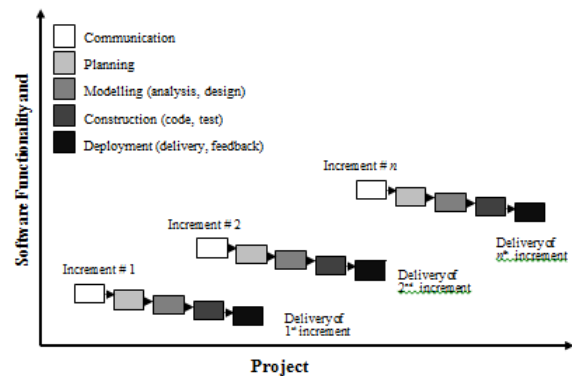 Software Functionality and
Communication
Planning
Modelling (analysis, design)
Construction (code, test)
Deployment (delivery, feedback)
Increment # n
Delivery of
nth increment
Increment # 2
Delivery of
2nd increment
Increment # 1
Delivery of
1st increment
Project